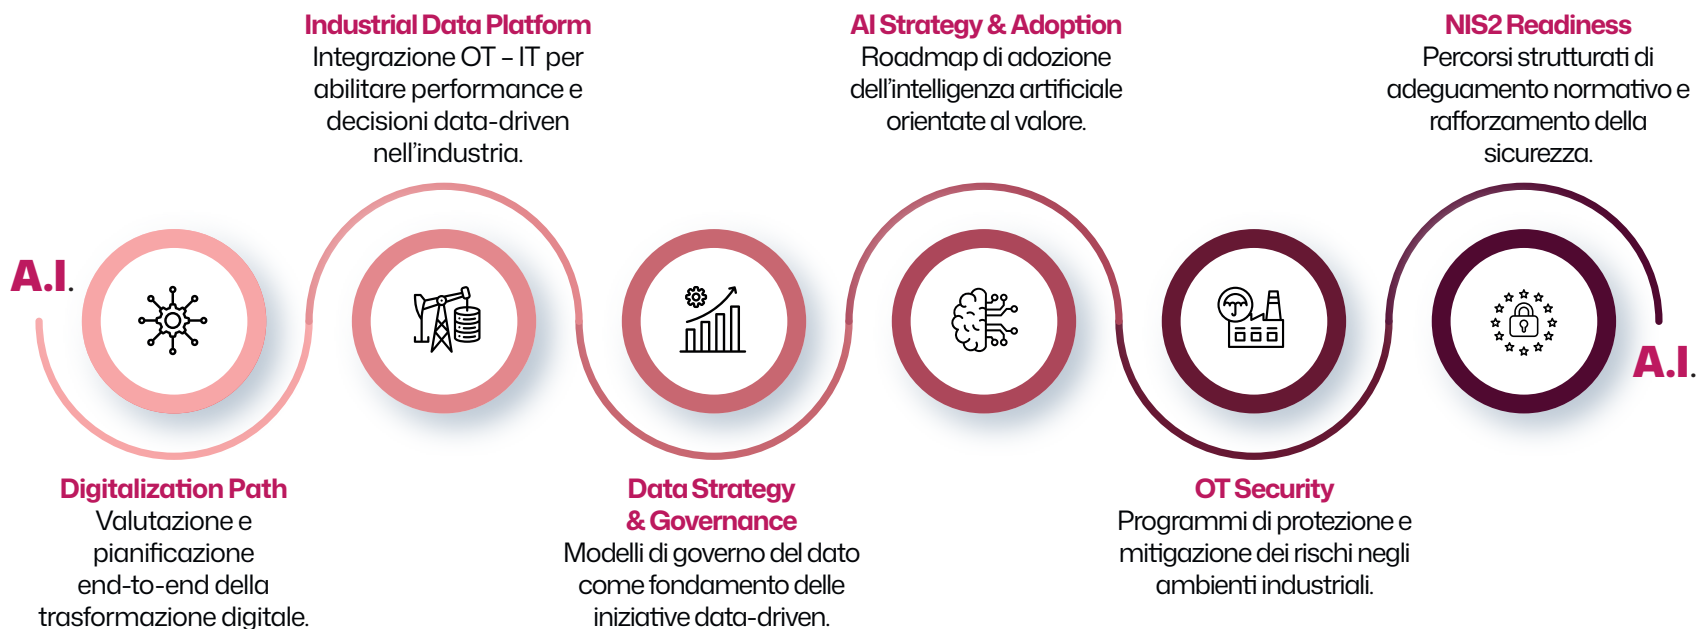 A.I.
Digitalization Path
Valutazione e
pianificazione
end-to-end della
trasformazione digitale.
Industrial Data Platform
Integrazione OT – IT per
abilitare performance e
decisioni data-driven
nell’industria.
Data Strategy
& Governance
Modelli di governo del dato
come fondamento delle
iniziative data-driven.
AI Strategy & Adoption
Roadmap di adozione
dell’intelligenza artificiale
orientate al valore.
OT Security
Programmi di protezione e
mitigazione dei rischi negli
ambienti industriali.
NIS2 Readiness
Percorsi strutturati di
adeguamento normativo e
rafforzamento della
sicurezza.
A.I.